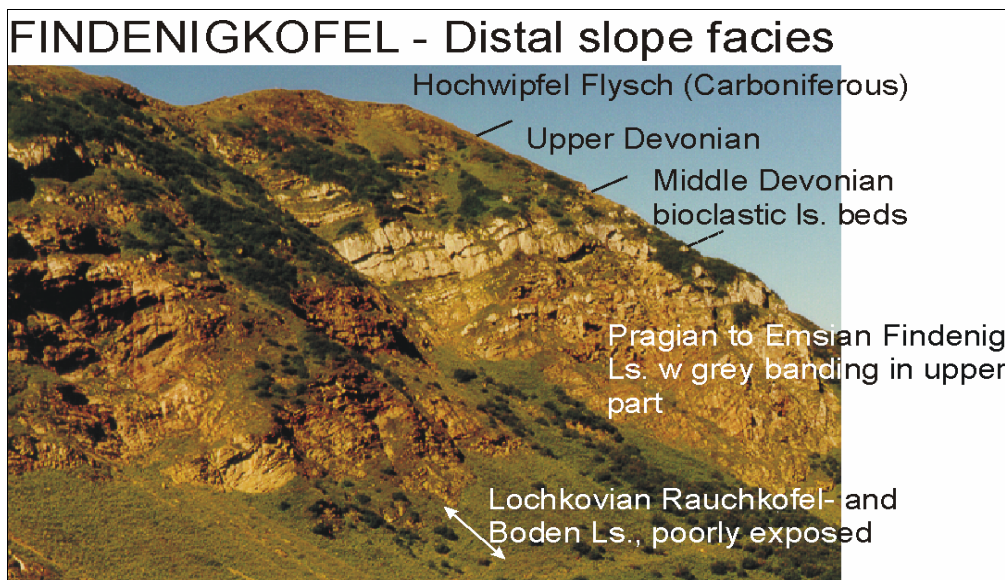 FINDENIGKOFEL - Distal slope facies
Hochwipfel Flysch (Carboniferous)
Upper Devonian
Middle Devonian
bioclastic ls. beds
Pragian to Emsian Findenig
Ls. w grey banding in upper
part
Lochkovian Rauchkofel- and
Boden Ls., poorly exposed